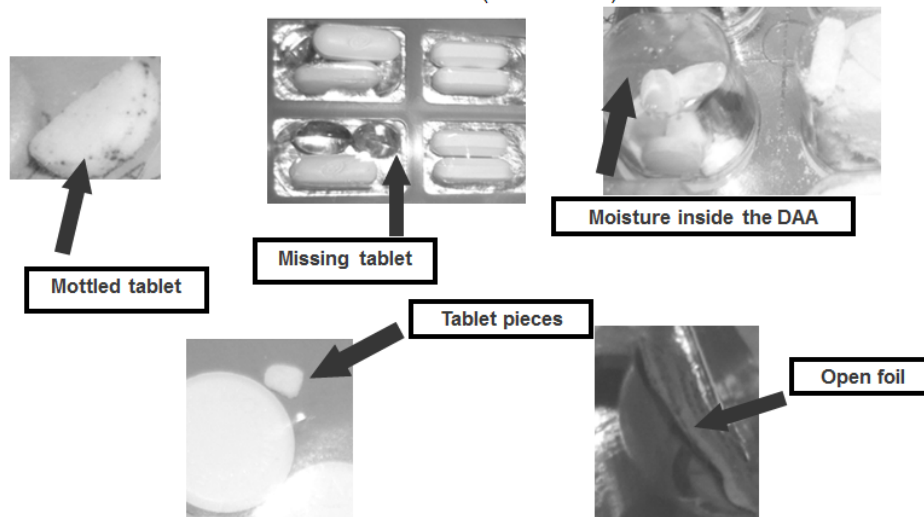 Mottled tablet
Missing tablet
Moisture inside the DAA
Tablet pieces
Open foil